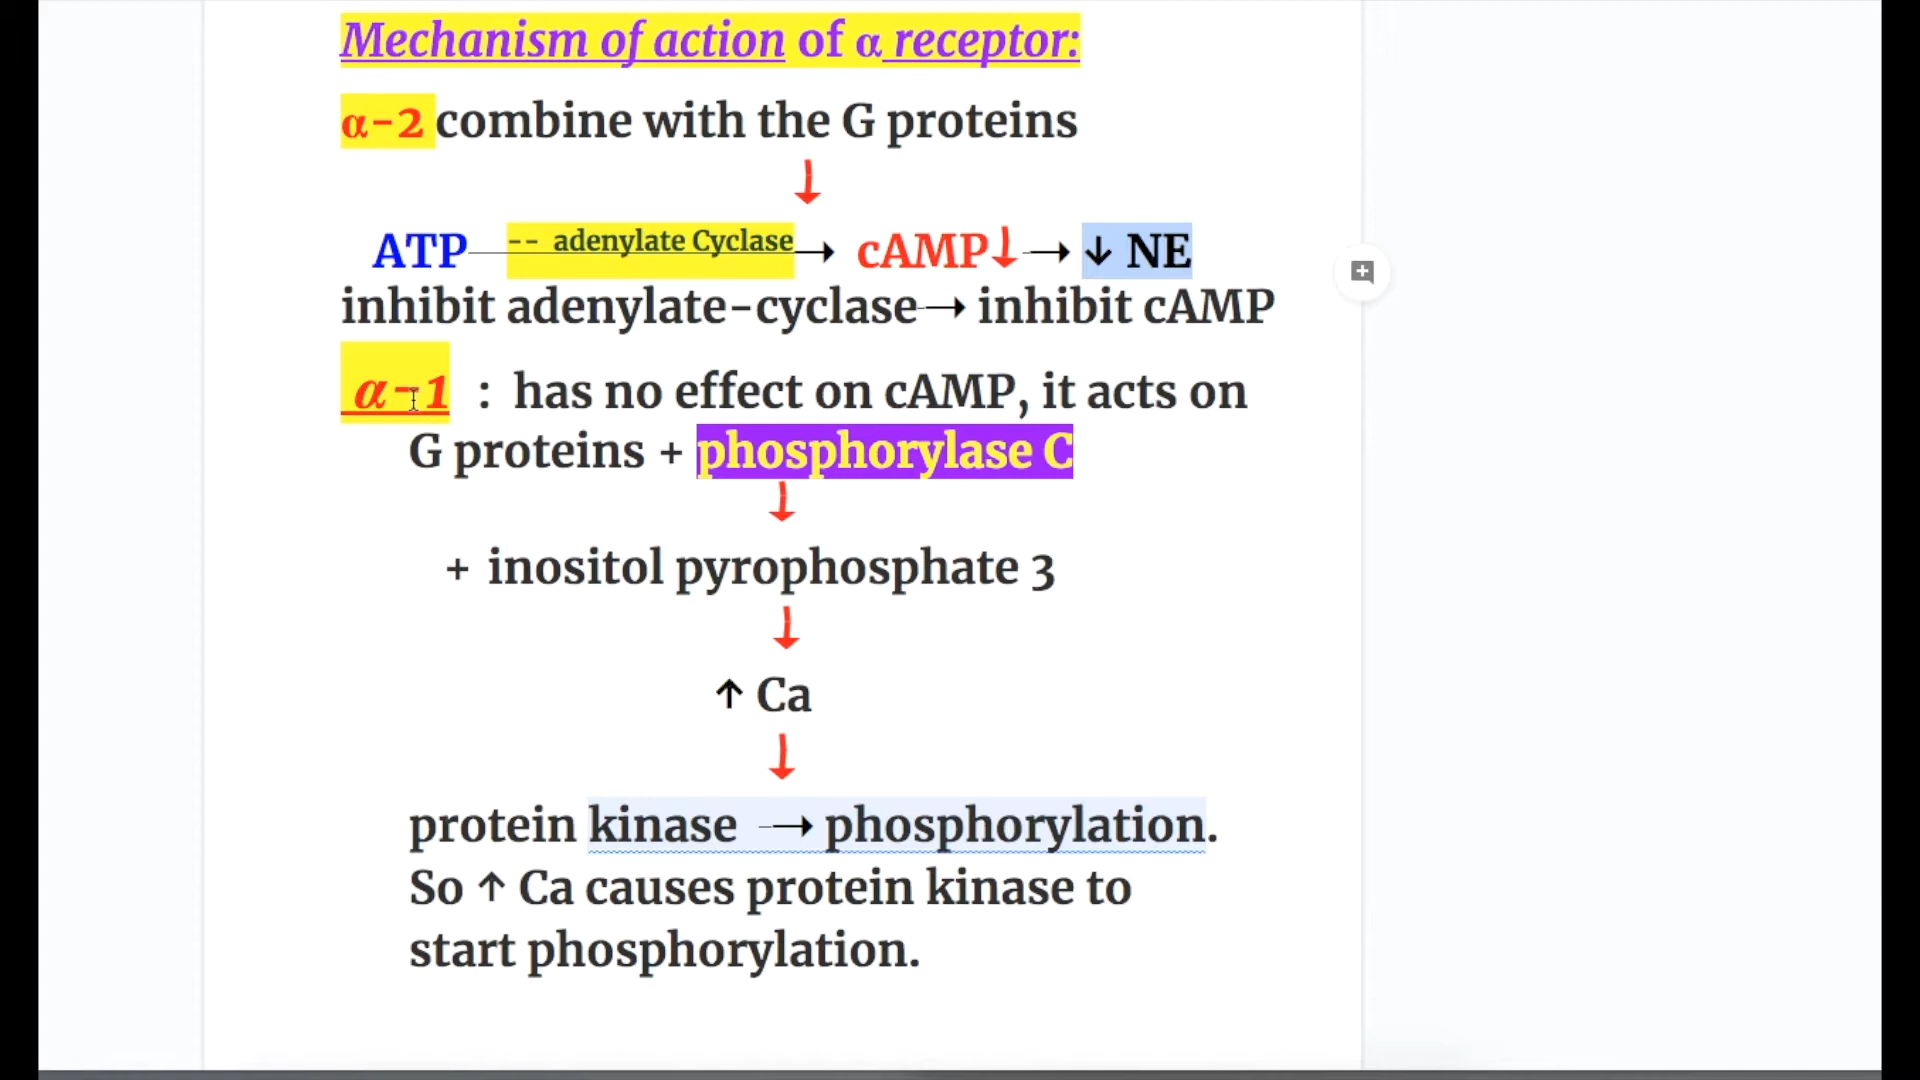 Mechanism of action of α receptor:
α-2 combine with the G proteins
↓
ATP -- adenylate Cyclase → cAMP↓ → ↓ NE
inhibit adenylate-cyclase→ inhibit cAMP
α-1 : has no effect on cAMP, it acts on
G proteins + phosphorylase C
↓
+ inositol pyrophosphate 3
↓
↑ Ca
↓
protein kinase → phosphorylation.
So ↑ Ca causes protein kinase to
start phosphorylation.